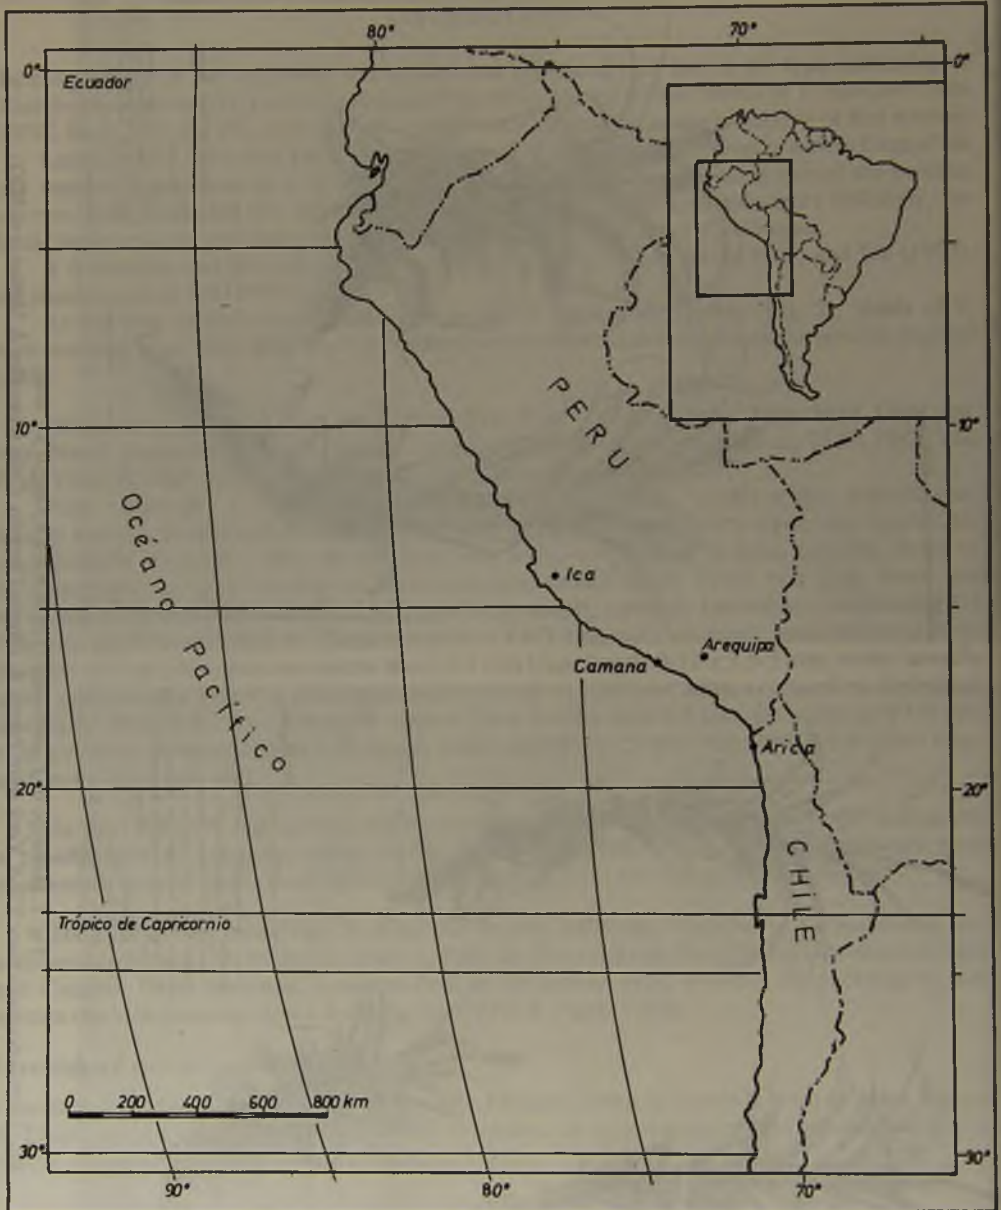 80° 70°
0° Ecuador 0°
PERU
10° 10°
Océano Pacífico
Ica
Arequipa
Camana
Arica
20° 20°
CHILE
Trópico de Capricornio
0 200 400 600 800 km
30° 30°
90° 80° 70°